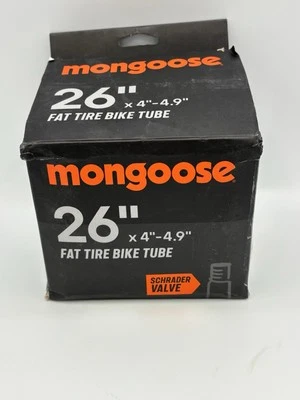 mongoose
26" x 4"-4.9"
FAT TIRE BIKE TUBE
mongoose
26" x 4"-4.9"
FAT TIRE BIKE TUBE
SCHRADER
VALVE